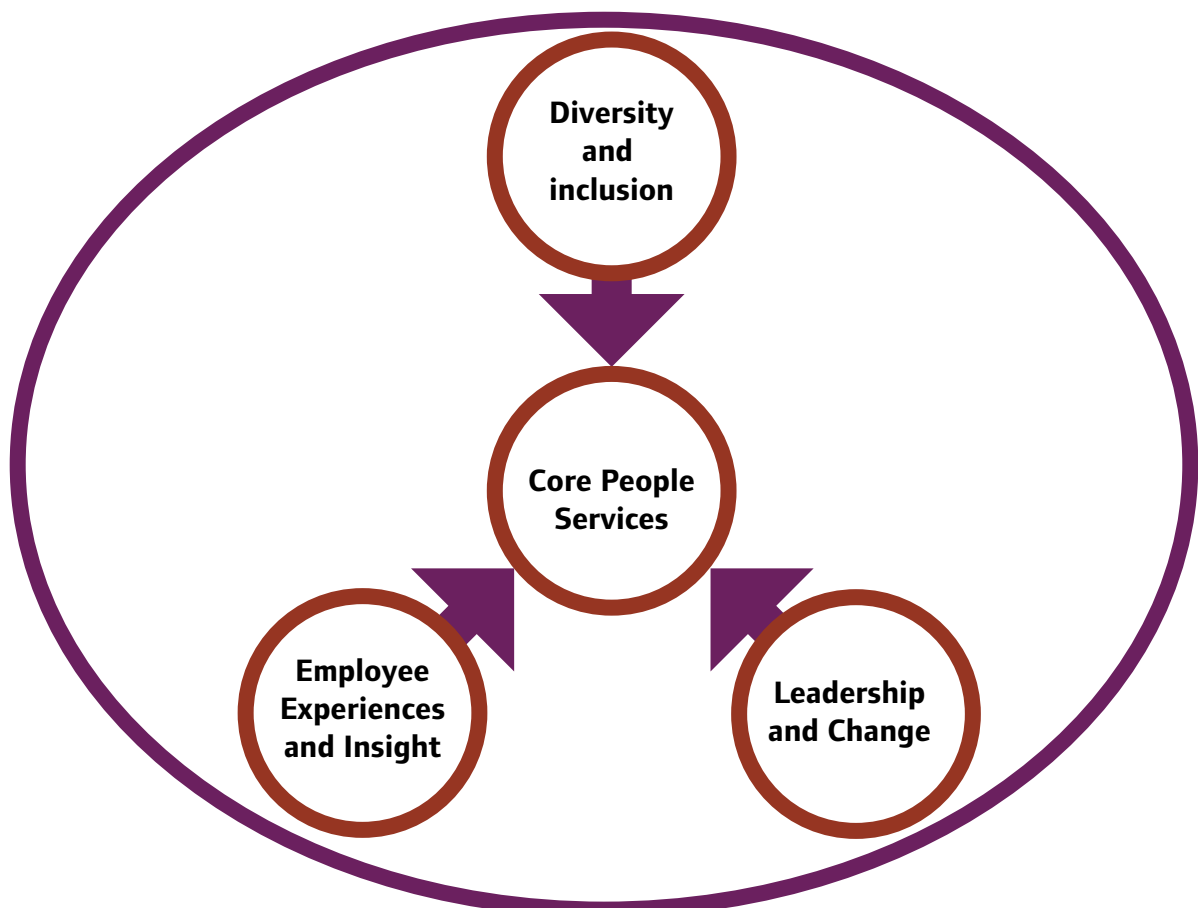 Diversity
and
inclusion
Core People
Services
Employee
Experiences
and Insight
Leadership
and Change